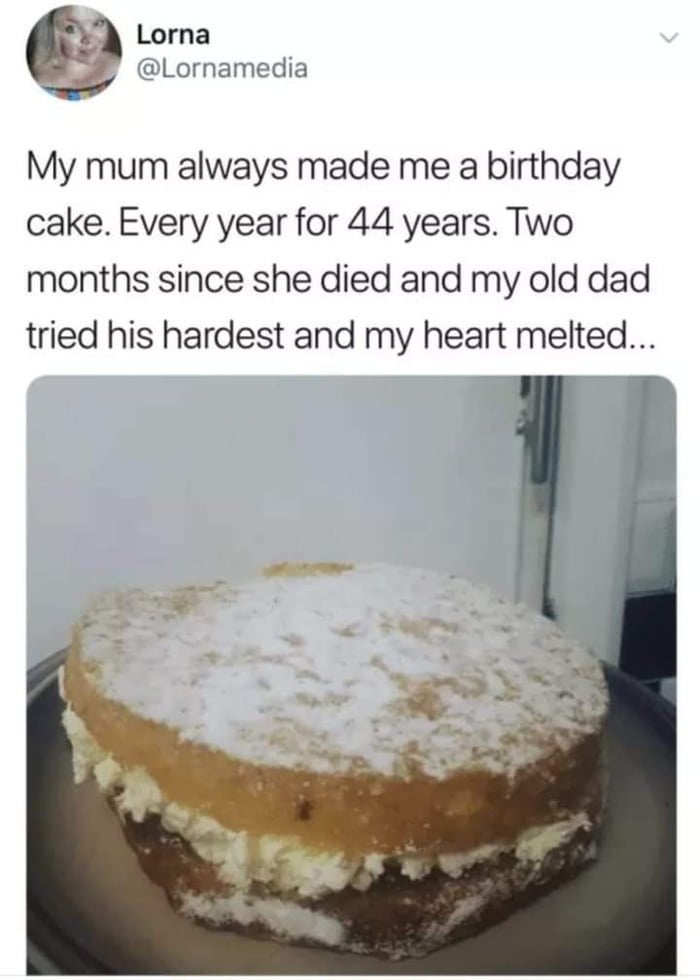 Lorna
@Lornamedia
My mum always made me a birthday
cake. Every year for 44 years. Two
months since she died and my old dad
tried his hardest and my heart melted...